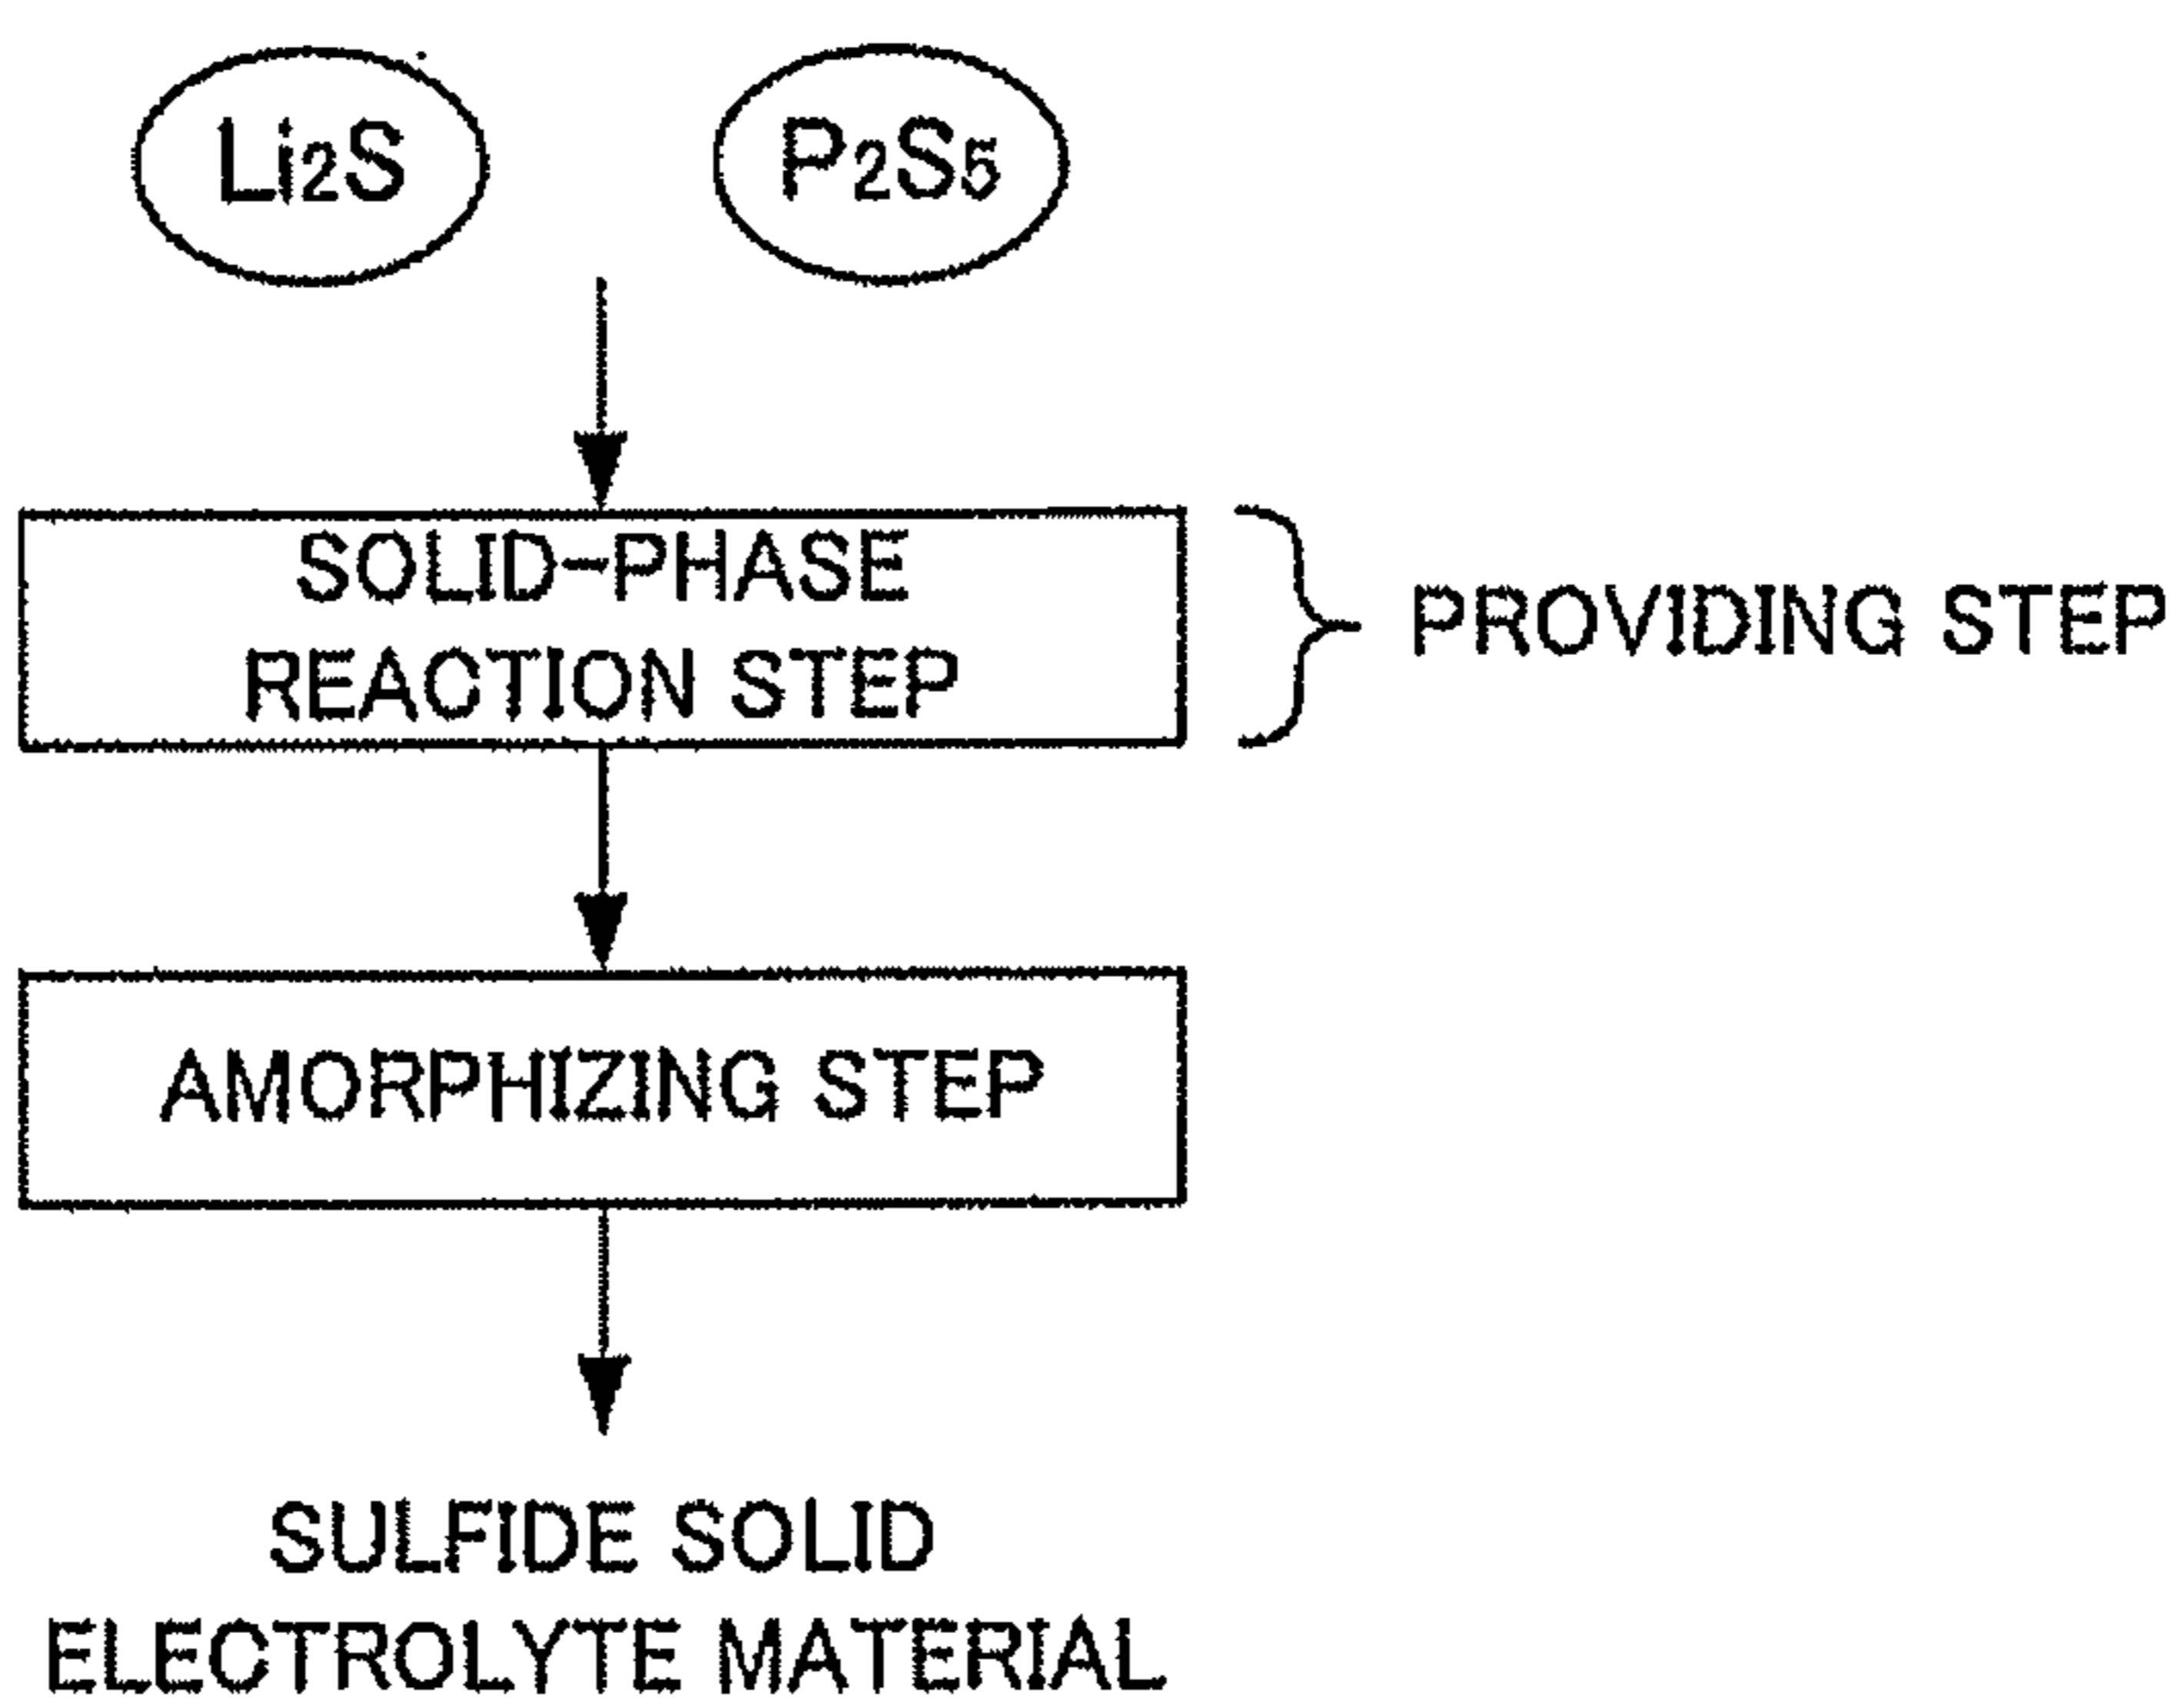 Li2S
P2S5
SOLID-PHASE
REACTION STEP
PROVIDING STEP
AMORPHIZING STEP
SULFIDE SOLID
ELECTROLYTE MATERIAL